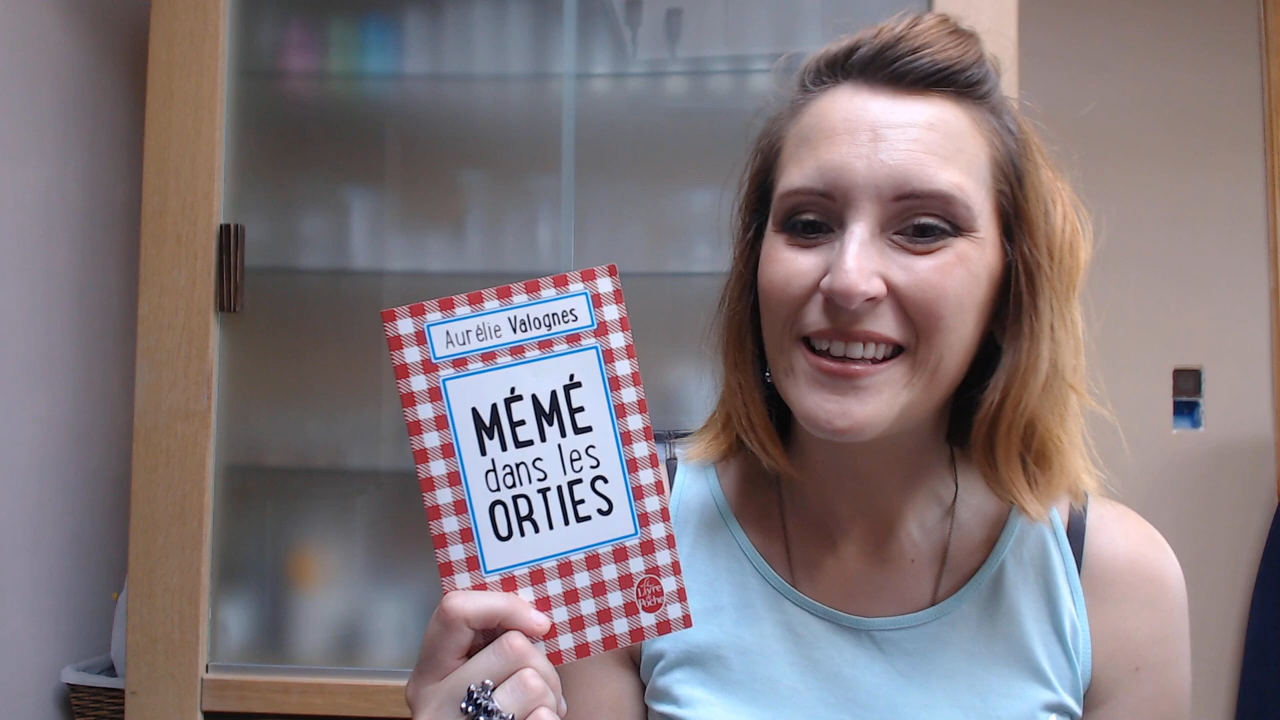 Aurélie Valognes
MÉMÉ
dans les
ORTIES
Le
Livre
de
Poche